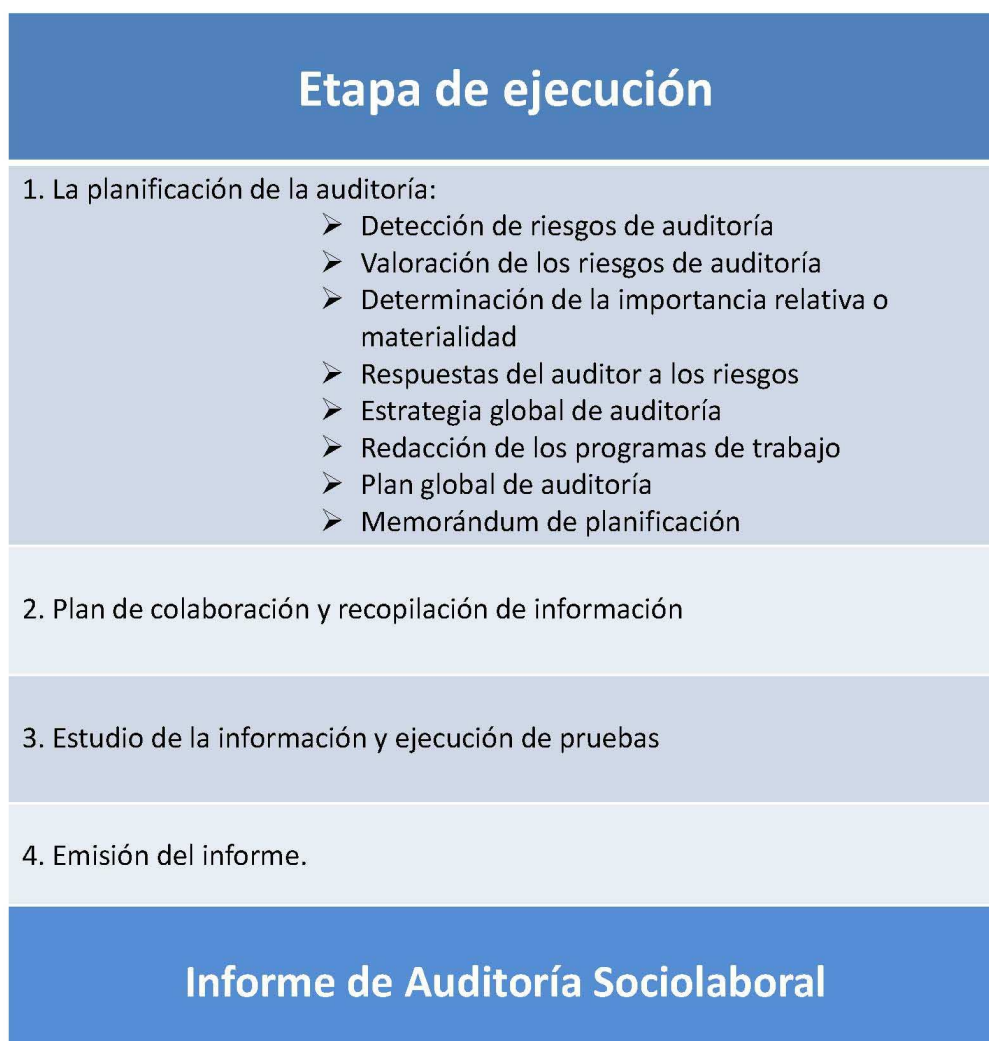 Etapa de ejecución
1. La planificación de la auditoría:
➢ Detección de riesgos de auditoría
➢ Valoración de los riesgos de auditoría
➢ Determinación de la importancia relativa o
materialidad
➢ Respuestas del auditor a los riesgos
➢ Estrategia global de auditoría
➢ Redacción de los programas de trabajo
➢ Plan global de auditoría
➢ Memorándum de planificación
2. Plan de colaboración y recopilación de información
3. Estudio de la información y ejecución de pruebas
4. Emisión del informe.
Informe de Auditoría Sociolaboral